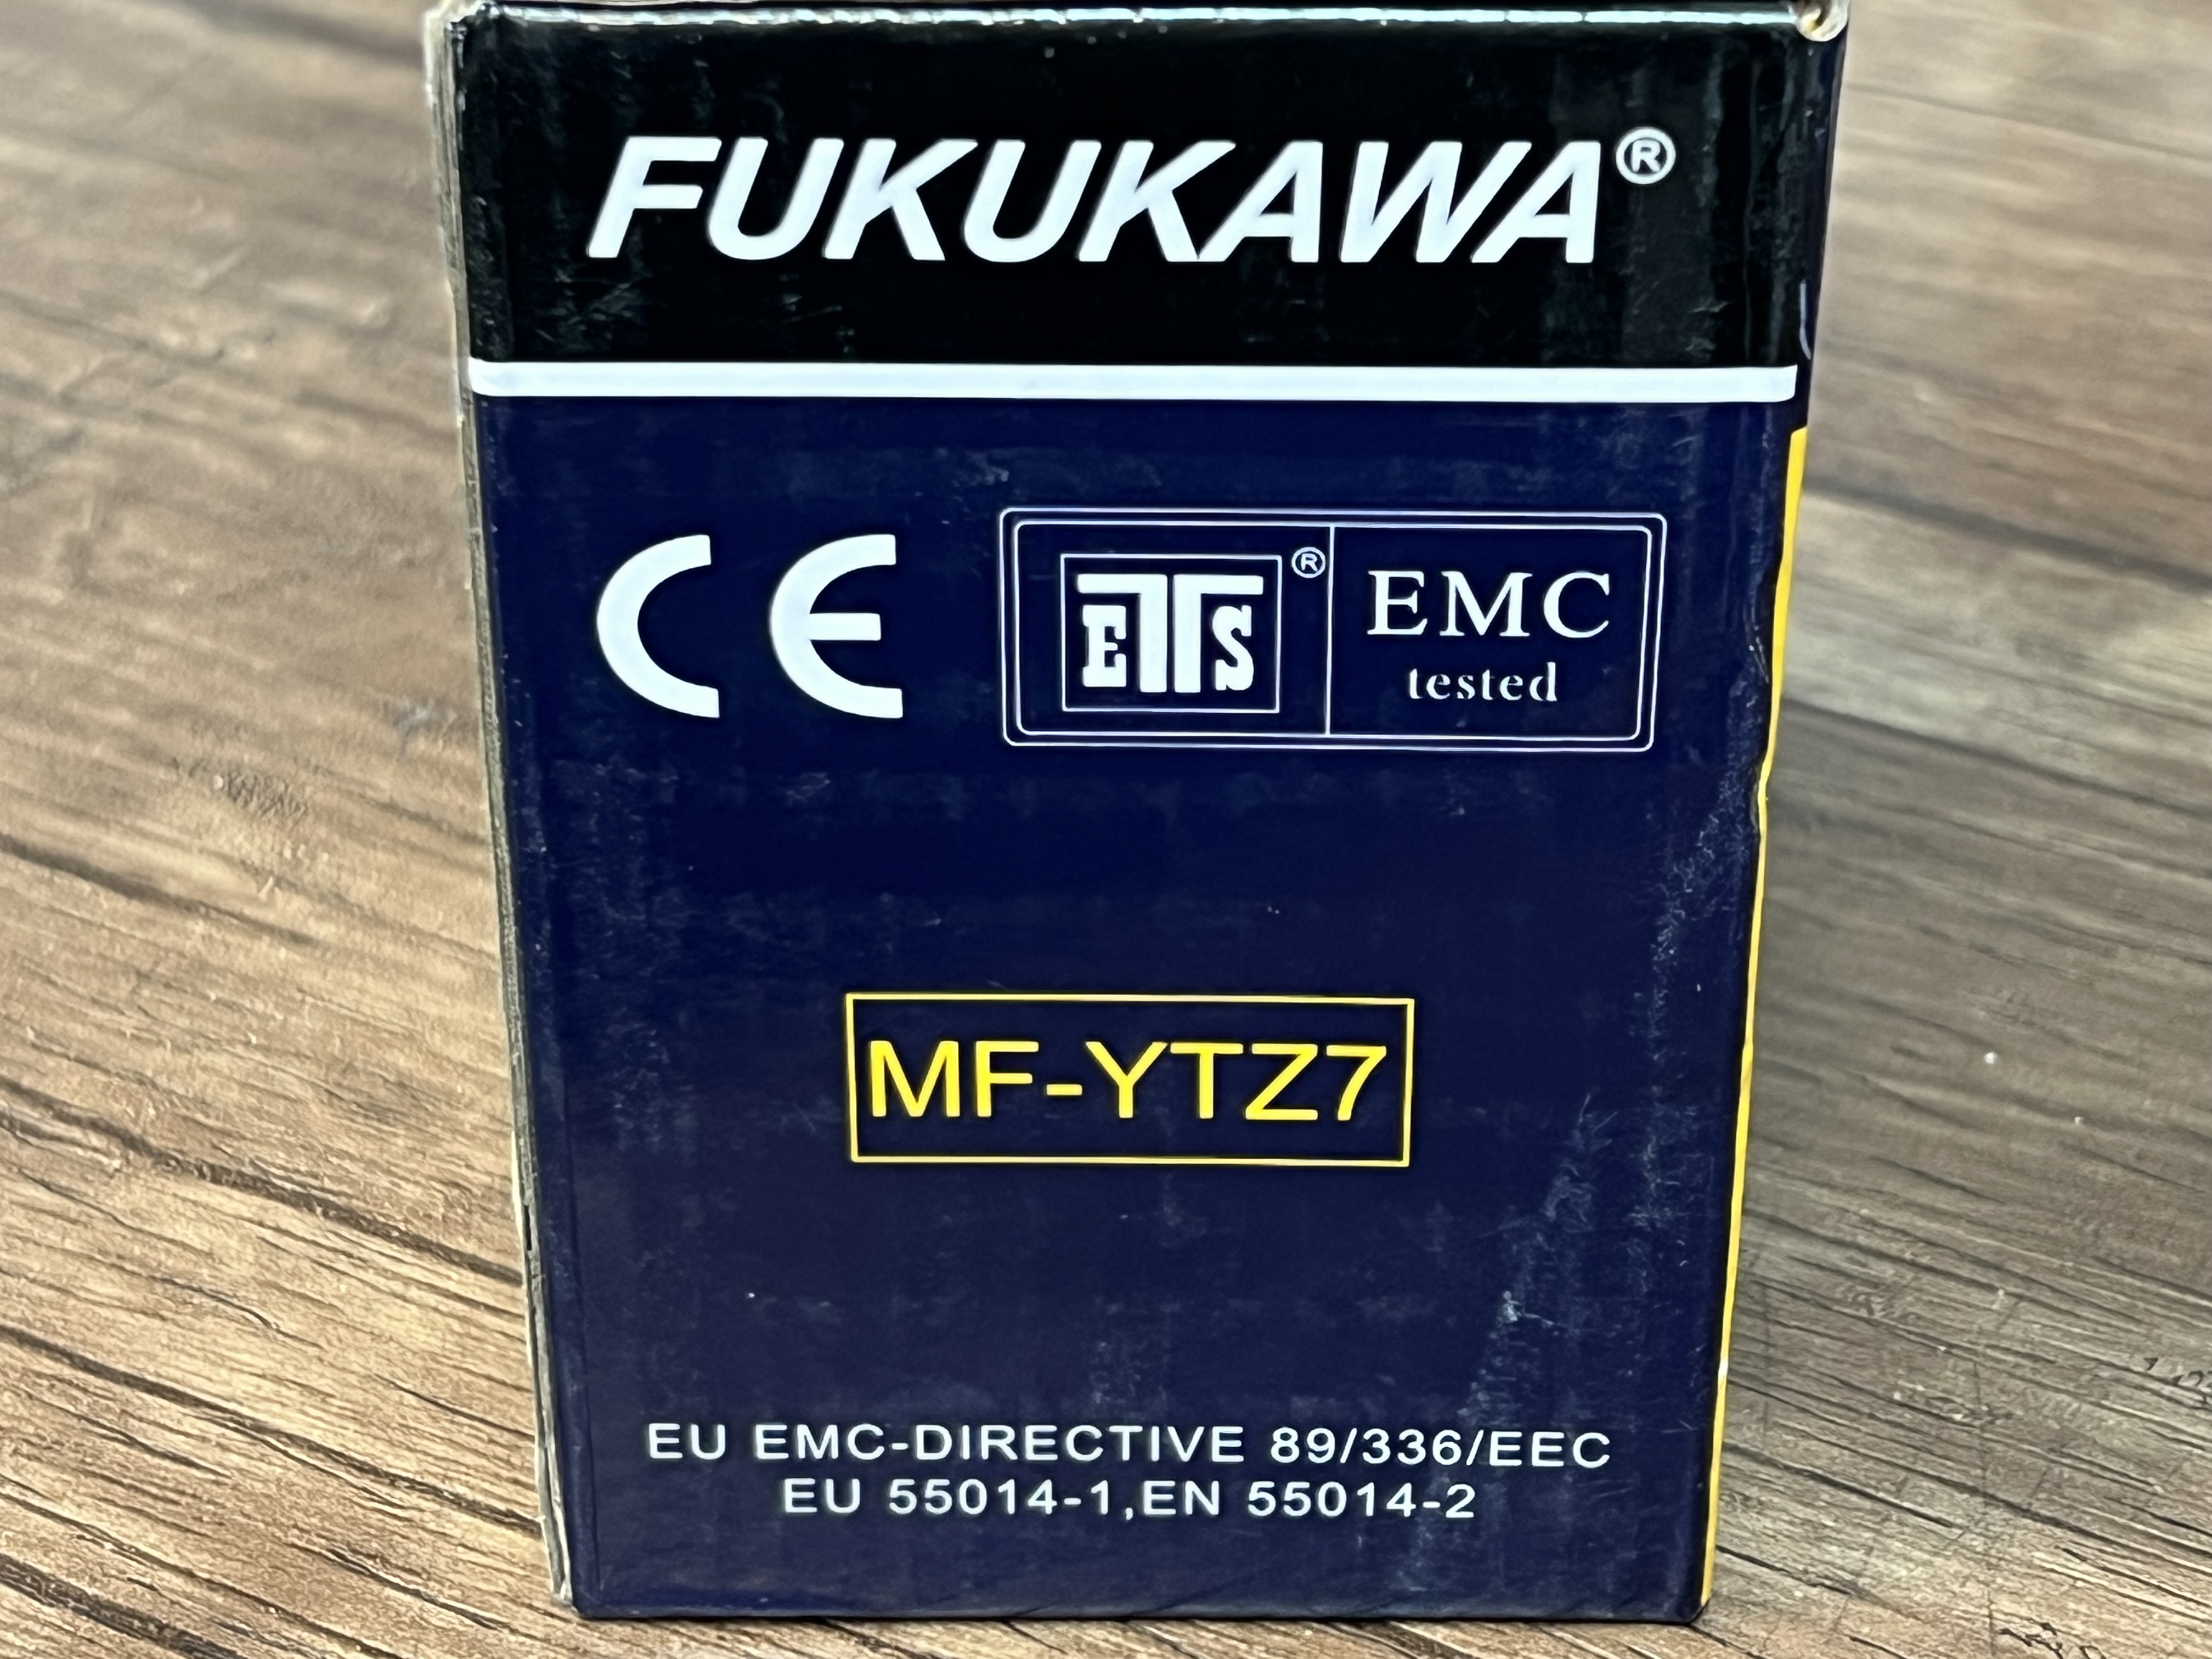 FUKUKAWA®
CE
ETS® EMC
tested
MF-YTZ7
EU EMC-DIRECTIVE 89/336/EEC
EU 55014-1,EN 55014-2